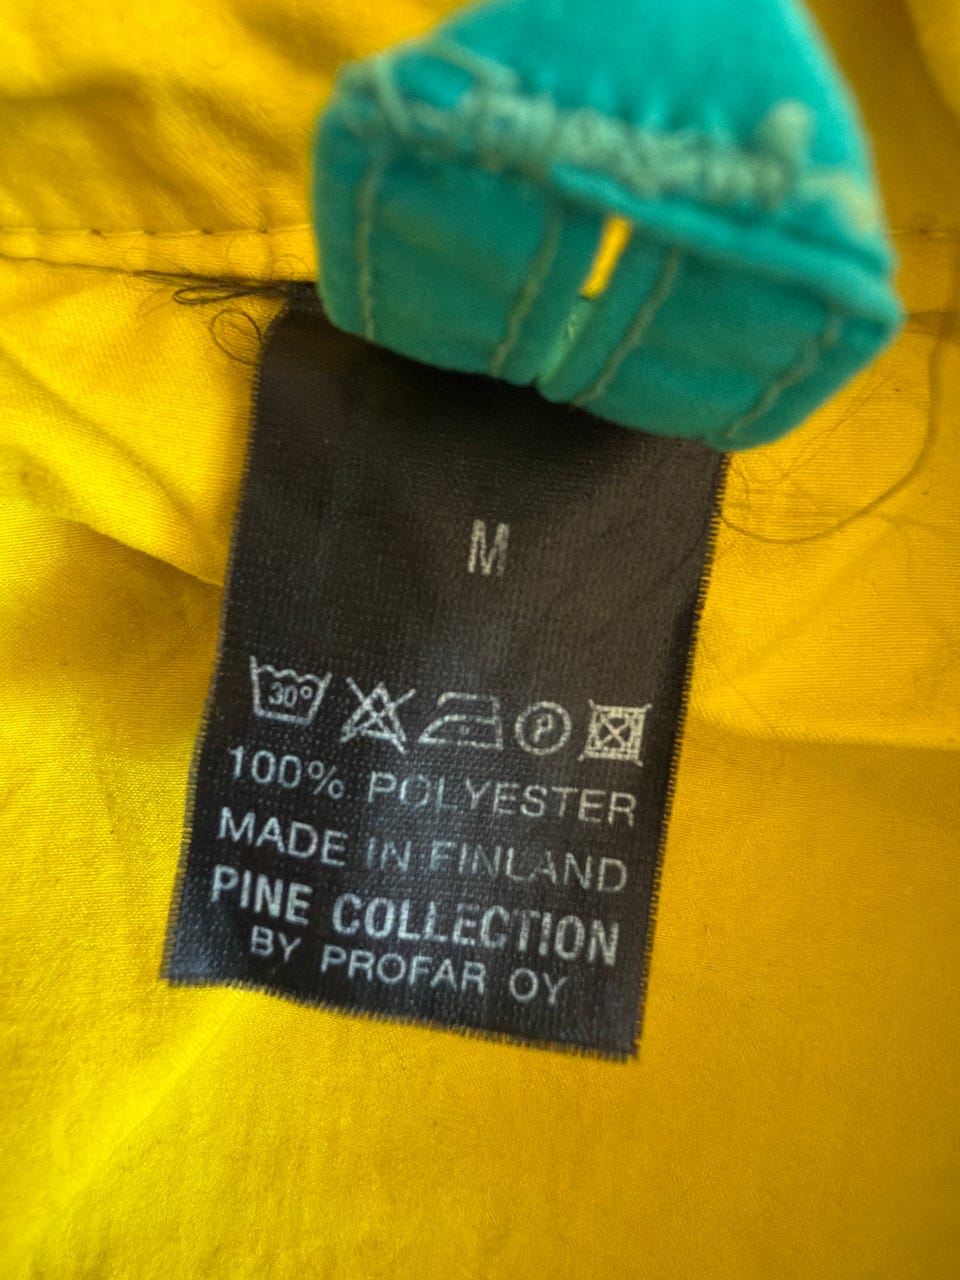 M
30°
P
100% POLYESTER
MADE IN FINLAND
PINE COLLECTION
BY PROFAR OY